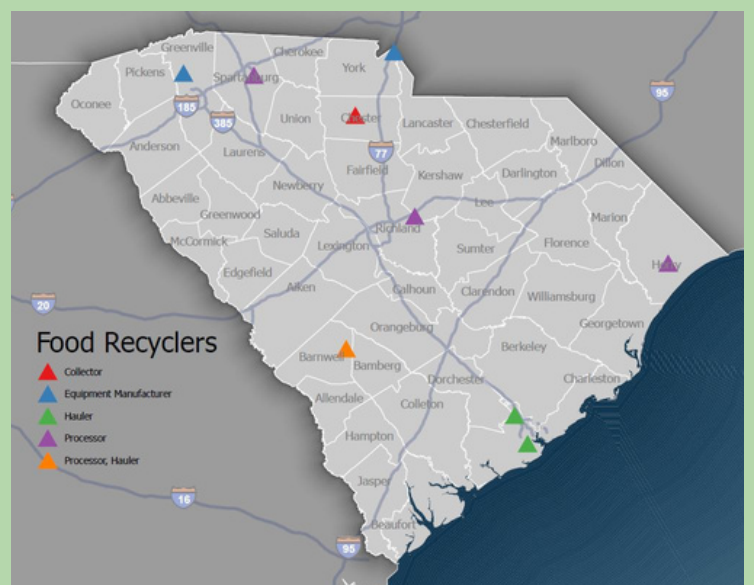 Greenville
Cherokee
Pickens
Spartanburg
York
Oconee
185
95
Union
Chester
Lancaster
Chesterfield
385
Anderson
Laurens
77
Marlboro
Fairfield
Dillon
Kershaw
Darlington
Newberry
Abbeville
Lee
Greenwood
Marion
Richland
Saluda
McCormick
Lexington
Sumter
Florence
Horry
Edgefield
Aiken
Calhoun
Clarendon
Williamsburg
20
Georgetown
Orangeburg
Food Recyclers
Berkeley
Barnwell
Bamberg
Collector
Dorchester
Charleston
Equipment Manufacturer
Allendale
Colleton
Hauler
Hampton
Processor
Processor, Hauler
Jasper
16
Beaufort
95